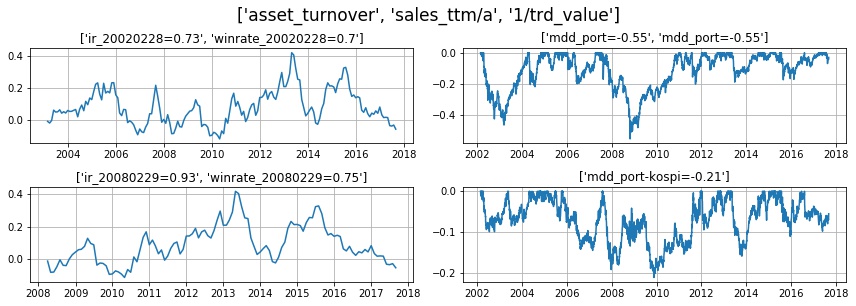 ['asset_turnover', 'sales_ttm/a', '1/trd_value']
['ir_20020228=0.73', 'winrate_20020228=0.7']
0.4
0.2
0.0
2004 2006 2008 2010 2012 2014 2016 2018
['mdd_port=-0.55', 'mdd_port=-0.55']
0.0
−0.2
−0.4
2002 2004 2006 2008 2010 2012 2014 2016 2018
['ir_20080229=0.93', 'winrate_20080229=0.75']
0.4
0.2
0.0
2008 2009 2010 2011 2012 2013 2014 2015 2016 2017 2018
['mdd_port-kospi=-0.21']
0.0
−0.1
−0.2
2002 2004 2006 2008 2010 2012 2014 2016 2018